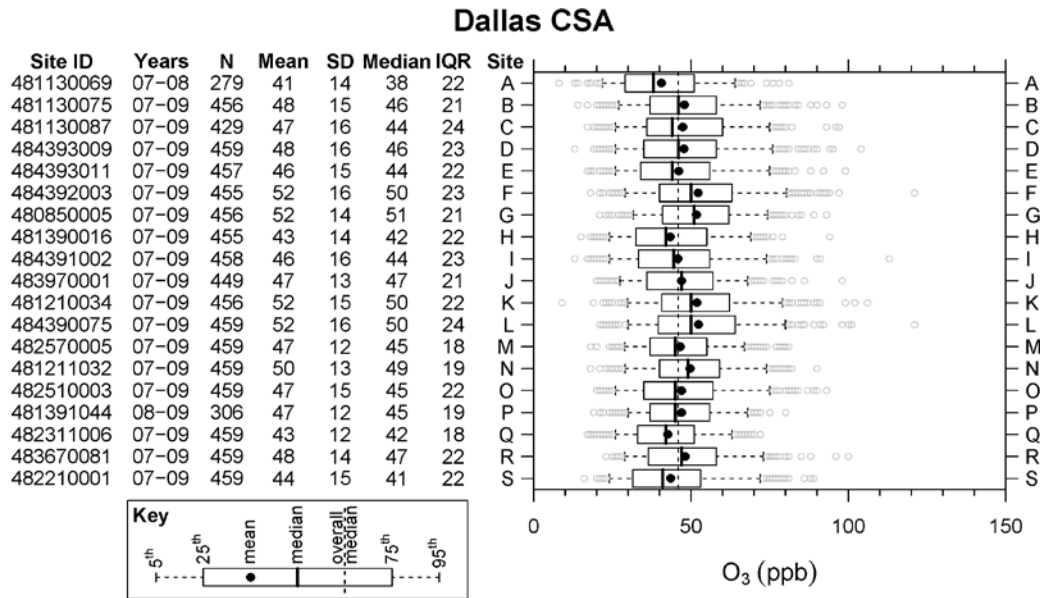 Dallas CSA
Site ID Years N Mean SD Median IQR Site
481130069 07-08 279 41 14 38 22 A A
481130075 07-09 456 48 15 46 21 B B
481130087 07-09 429 47 16 44 24 C C
484393009 07-09 459 48 16 46 23 D D
484393011 07-09 457 46 15 44 22 E E
484392003 07-09 455 52 16 50 23 F F
480850005 07-09 456 52 14 51 21 G G
481390016 07-09 455 43 14 42 22 H H
484391002 07-09 458 46 16 44 23 I I
483970001 07-09 449 47 13 47 21 J J
481210034 07-09 456 52 15 50 22 K K
484390075 07-09 459 52 16 50 24 L L
482570005 07-09 459 47 12 45 18 M M
481211032 07-09 459 50 13 49 19 N N
482510003 07-09 459 47 15 45 22 O O
481391044 08-09 306 47 12 45 19 P P
482311006 07-09 459 43 12 42 18 Q Q
483670081 07-09 459 48 14 47 22 R R
482210001 07-09 459 44 15 41 22 S S
0 50 100 150
O₃ (ppb)
Key
5th 25th mean median overall median 75th 95th